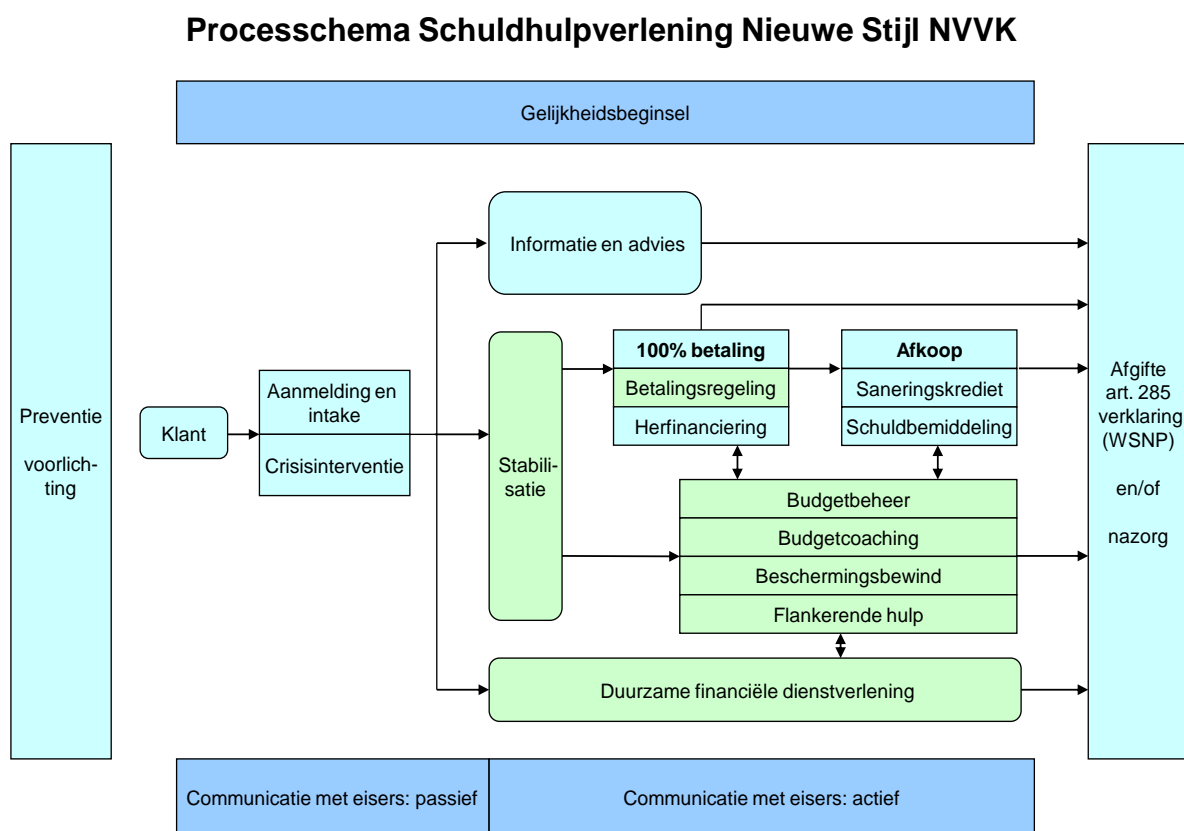 Processchema Schuldhulpverlening Nieuwe Stijl NVVK
Gelijkheidsbeginsel
Preventie
voorlich-
ting
Klant
Aanmelding en
intake
Crisisinterventie
Informatie en advies
Stabili-
satie
100% betaling
Betalingsregeling
Herfinanciering
Afkoop
Saneringskrediet
Schuldbemiddeling
Budgetbeheer
Budgetcoaching
Beschermingsbewind
Flankerende hulp
Duurzame financiële dienstverlening
Afgifte
art. 285
verklaring
(WSNP)
en/of
nazorg
Communicatie met eisers: passief
Communicatie met eisers: actief